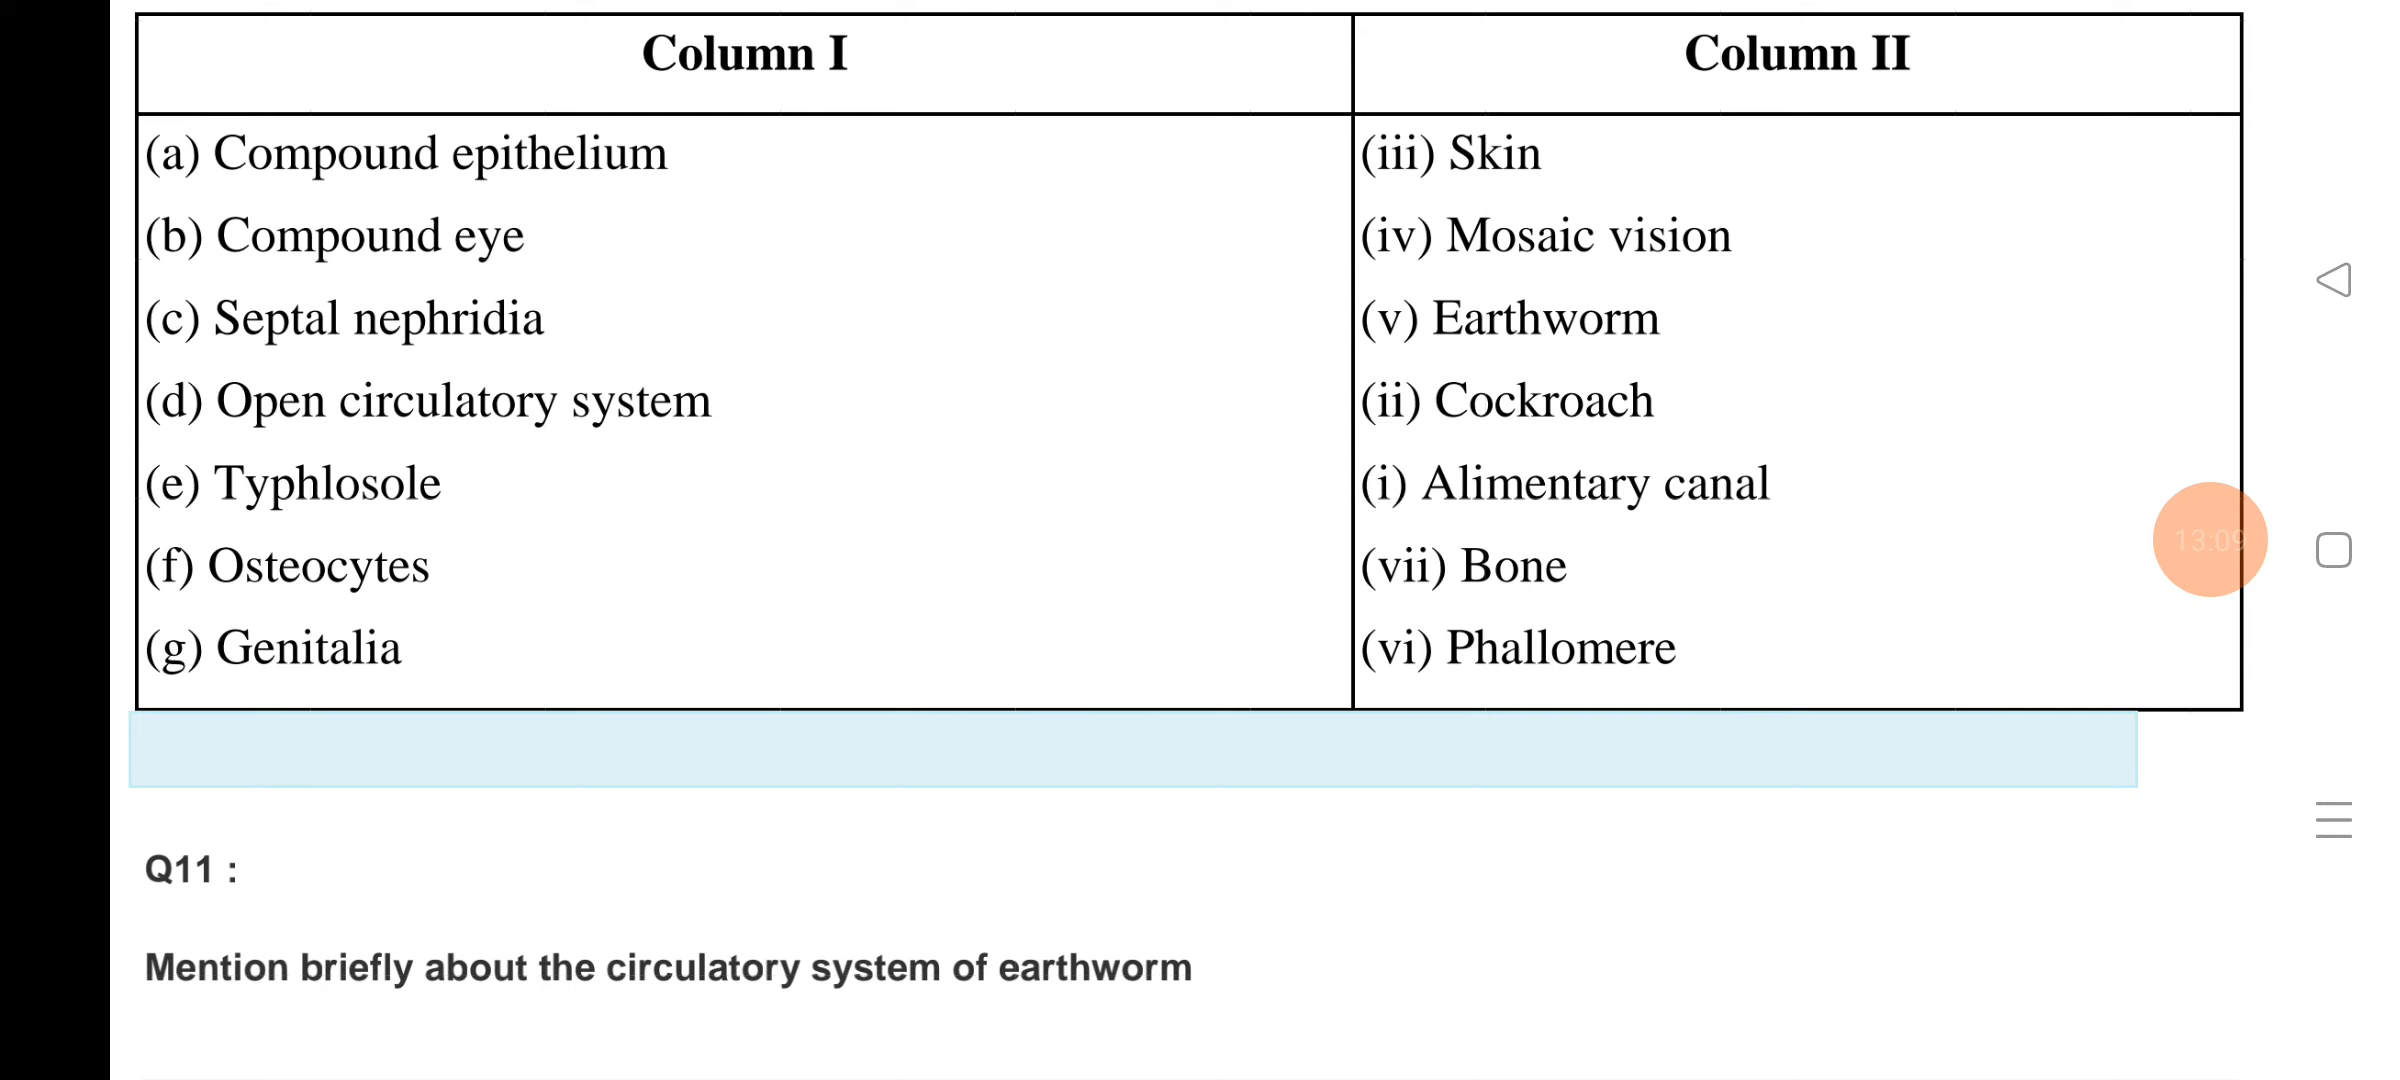 Column I Column II
(a) Compound epithelium (iii) Skin
(b) Compound eye (iv) Mosaic vision
(c) Septal nephridia (v) Earthworm
(d) Open circulatory system (ii) Cockroach
(e) Typhlosole (i) Alimentary canal
(f) Osteocytes (vii) Bone
(g) Genitalia (vi) Phallomere
13:09
Q11 :
Mention briefly about the circulatory system of earthworm